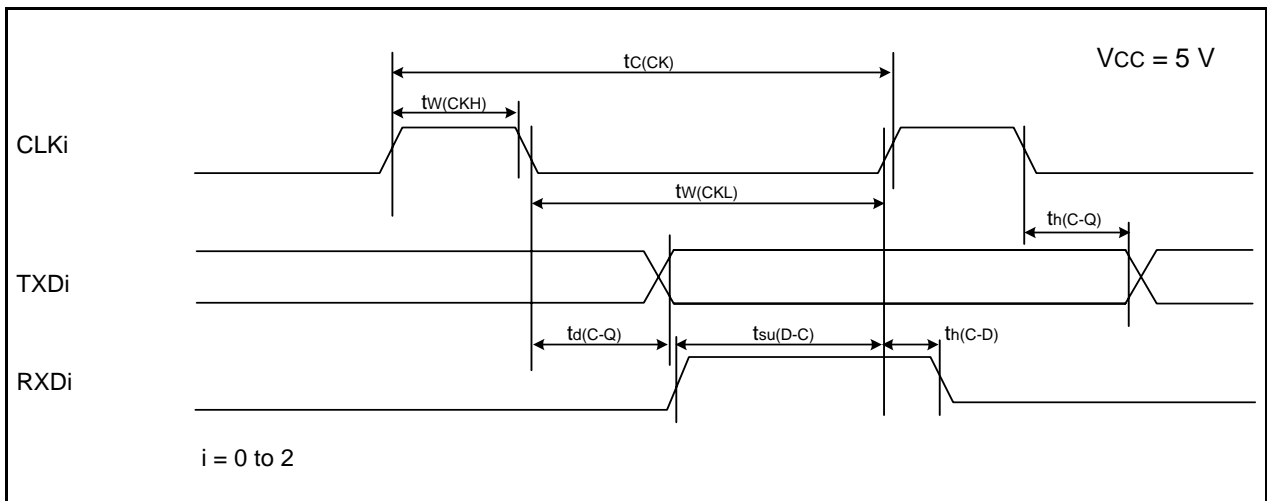 VCC = 5 V
tC(CK)
tW(CKH)
CLKi
tW(CKL)
th(C-Q)
TXDi
td(C-Q)
tsu(D-C)
th(C-D)
RXDi
i = 0 to 2